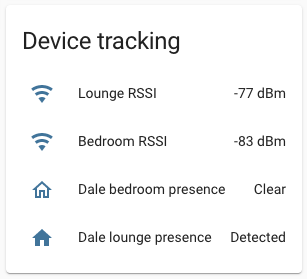 Device tracking
Lounge RSSI -77 dBm
Bedroom RSSI -83 dBm
Dale bedroom presence Clear
Dale lounge presence Detected